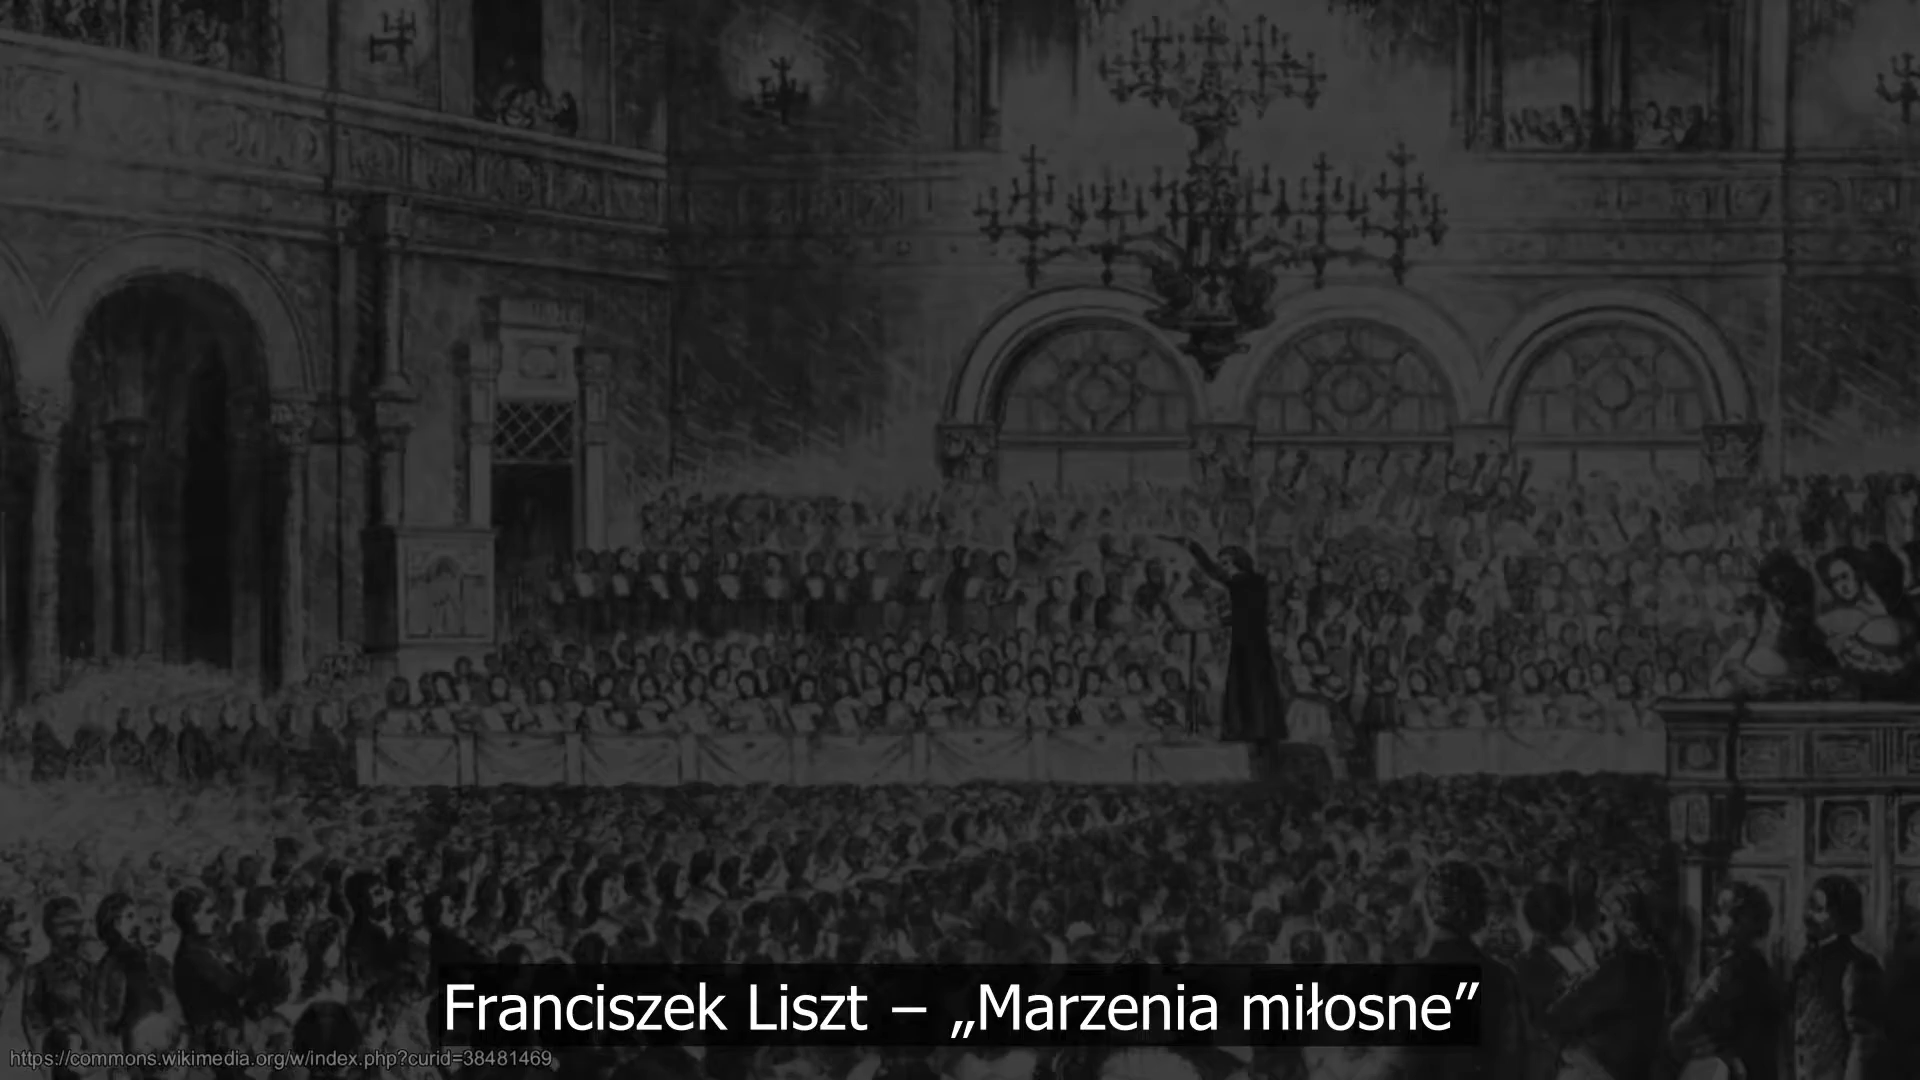 Franciszek Liszt – „Marzenia miłosne”
https://commons.wikimedia.org/w/index.php?curid=38481469